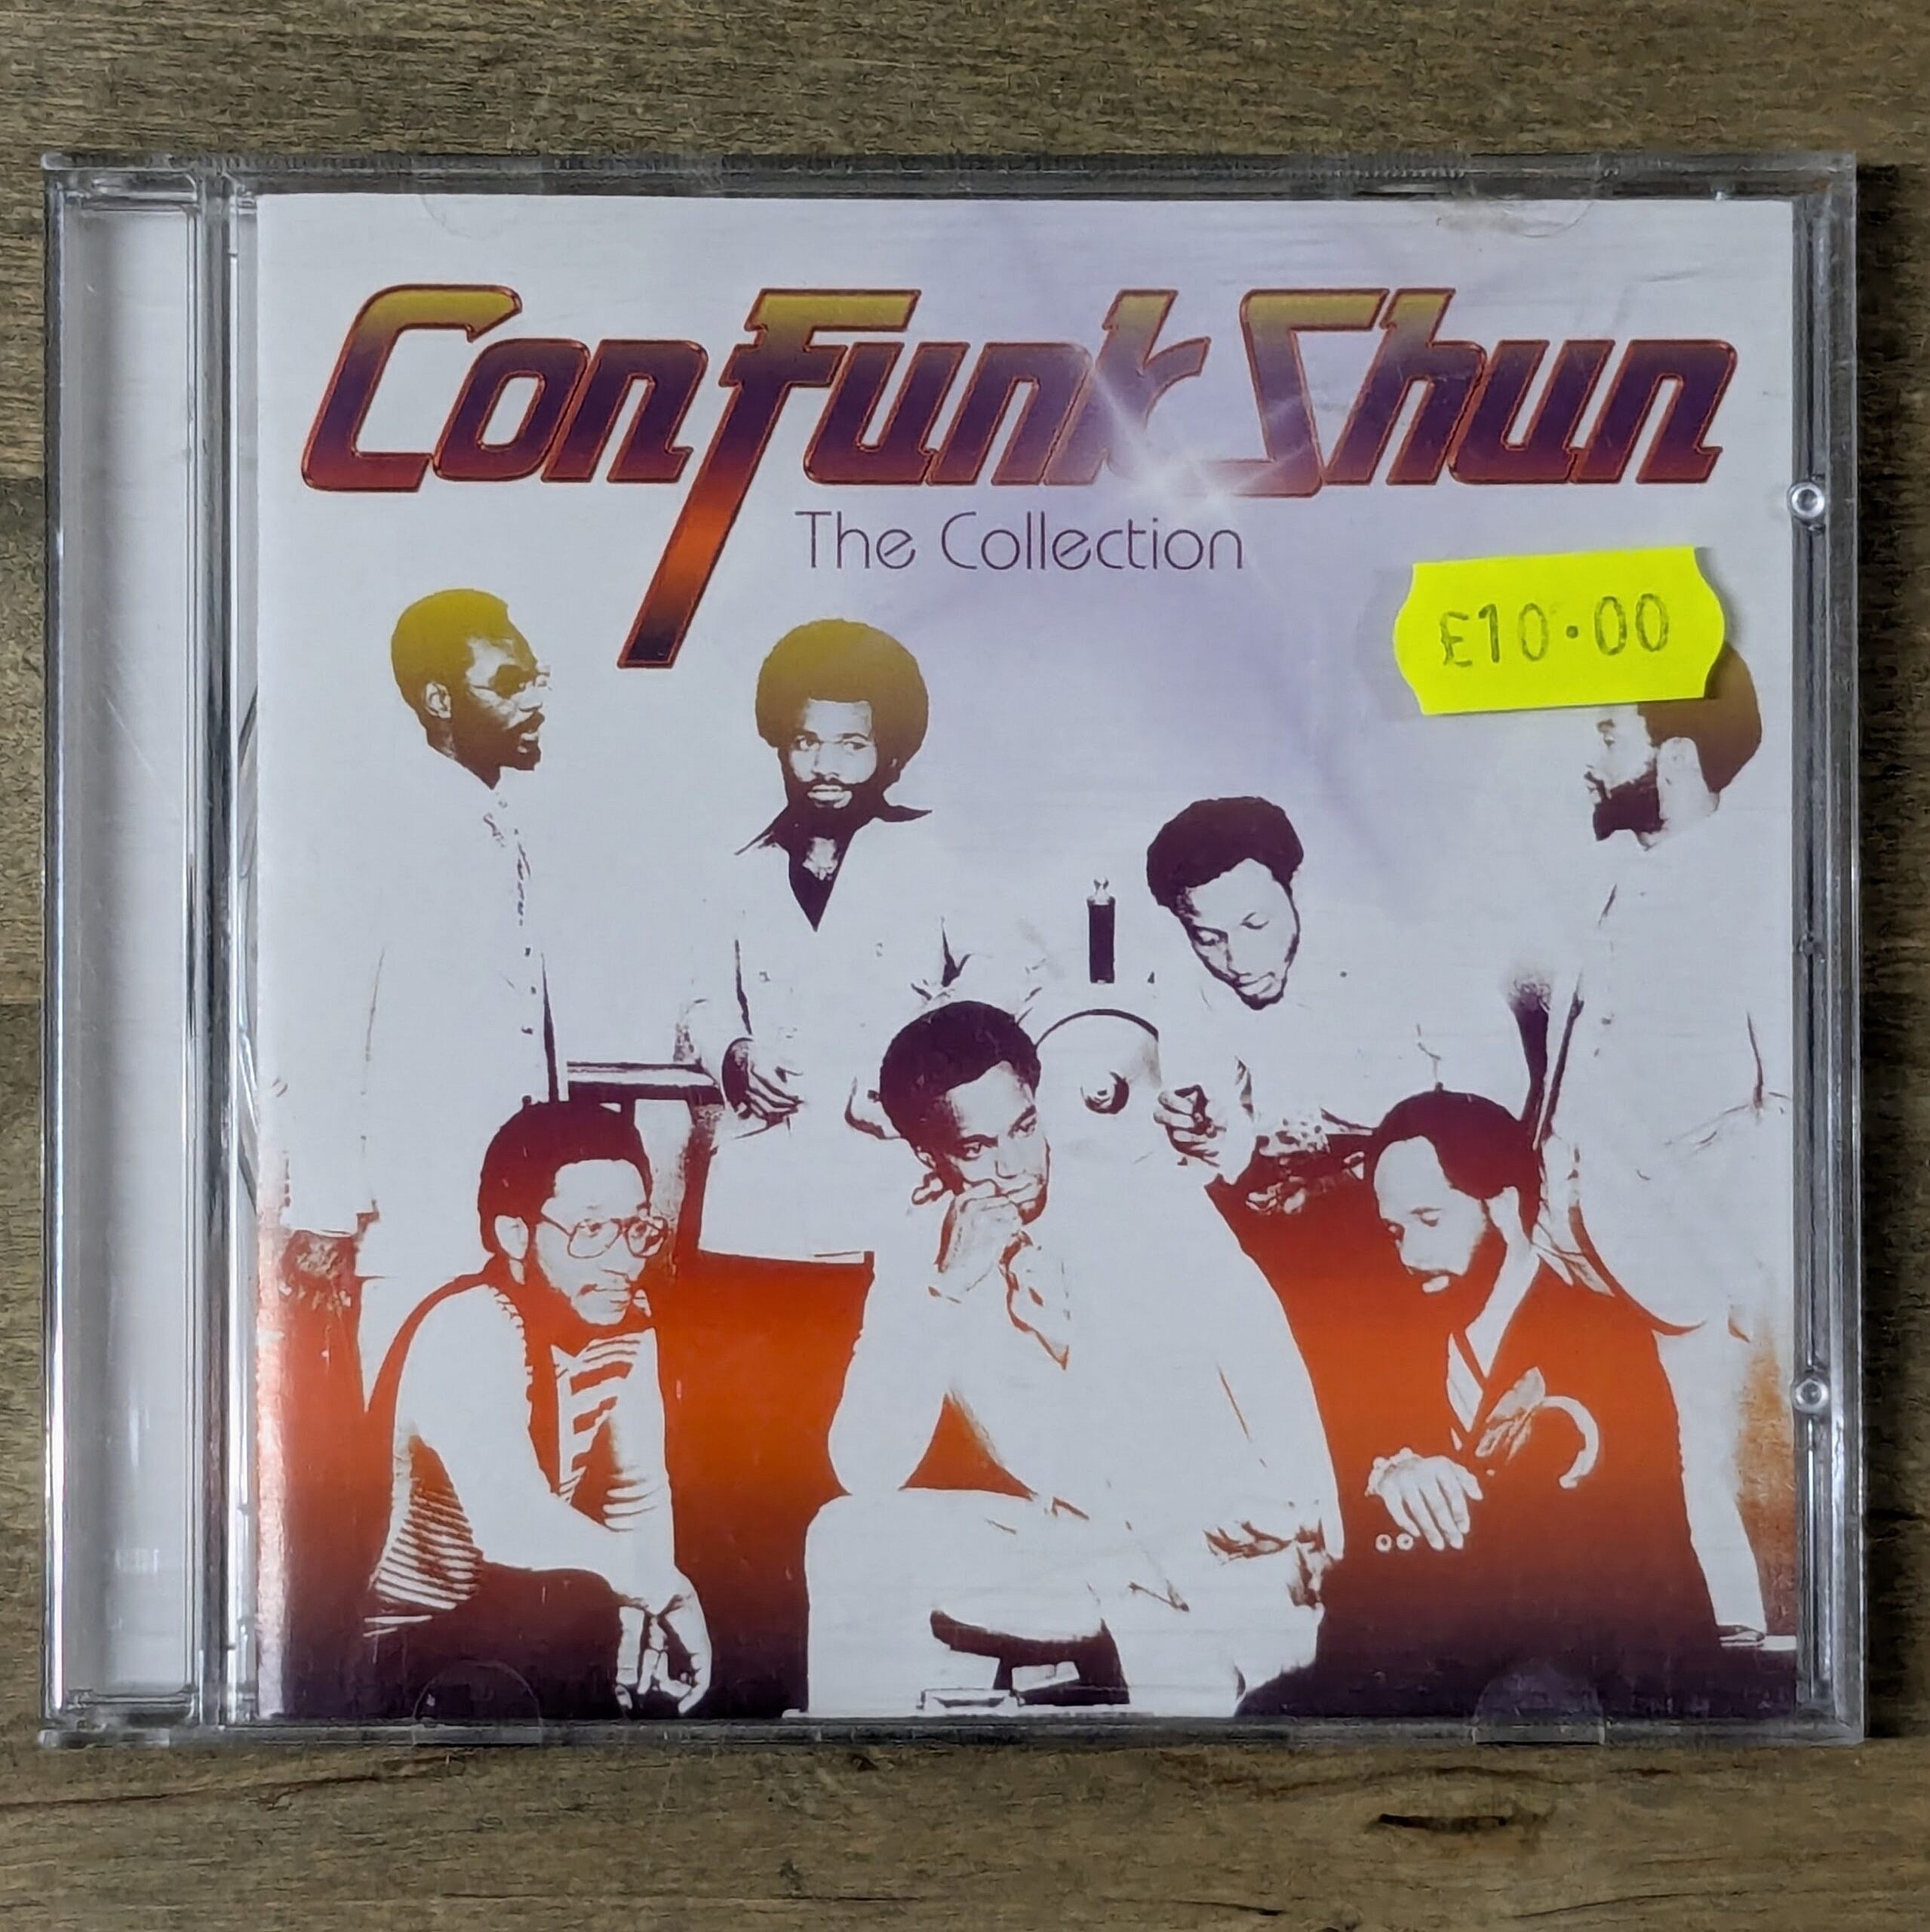 Con Funk Shun
The Collection
£10.00